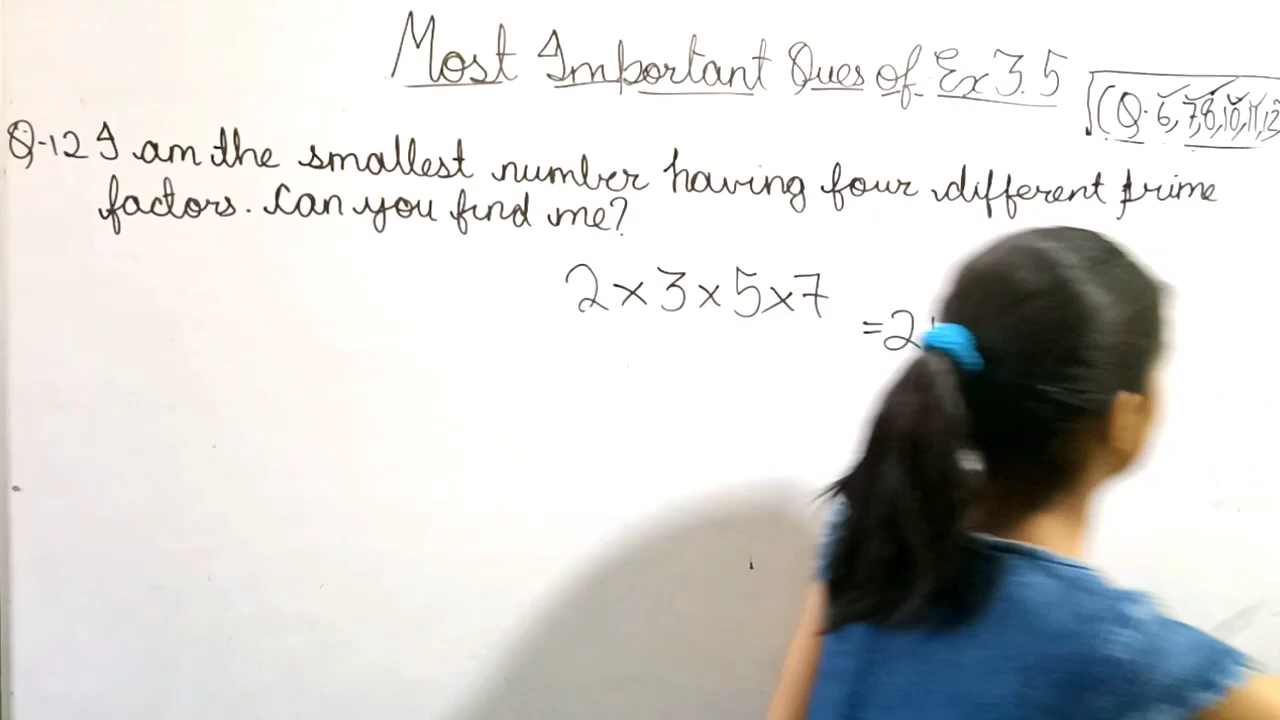 Most Important Ques of Ex 3.5
(Q. 6, 7, 8, 10, 11, 12
Q.12 I am the smallest number having four different prime
factors. Can you find me?
2×3×5×7
=2